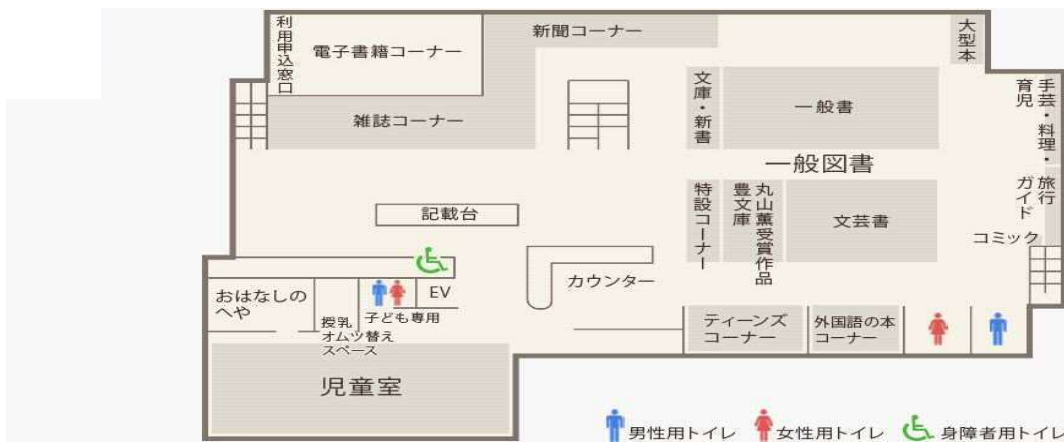 利用申込窓口
電子書籍コーナー
新聞コーナー
大型本
雑誌コーナー
文庫・新書
一般書
手芸・料理・
育児
一般図書
旅行
ガイド
記載台
特設コーナー
丸山薫受賞作品
豊文庫
文芸書
コミック
カウンター
おはなしの
へや
EV
子ども専用
授乳
オムツ替え
スペース
ティーンズ
コーナー
外国語の本
コーナー
児童室
男性用トイレ
女性用トイレ
身障者用トイレ